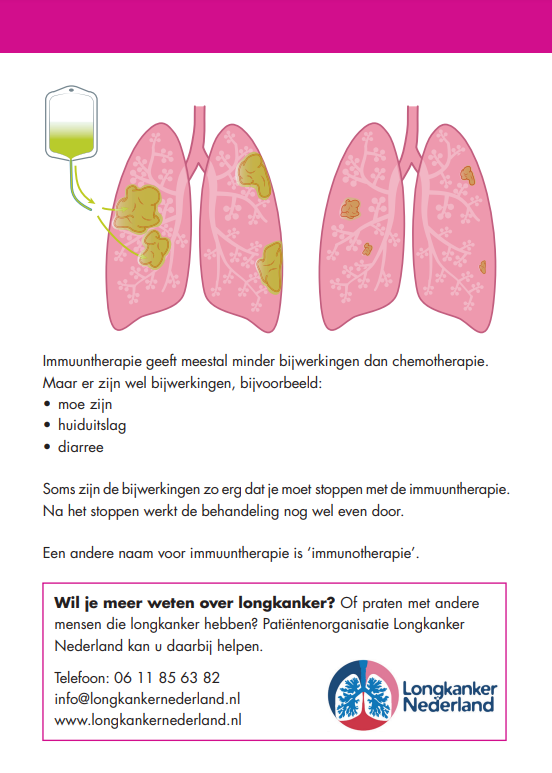 Immuuntherapie geeft meestal minder bijwerkingen dan chemotherapie.
Maar er zijn wel bijwerkingen, bijvoorbeeld:
• moe zijn
• huiduitslag
• diarree
Soms zijn de bijwerkingen zo erg dat je moet stoppen met de immuuntherapie.
Na het stoppen werkt de behandeling nog wel even door.
Een andere naam voor immuuntherapie is ‘immunotherapie’.
Wil je meer weten over longkanker? Of praten met andere
mensen die longkanker hebben? Patiëntenorganisatie Longkanker
Nederland kan u daarbij helpen.
Telefoon: 06 11 85 63 82
info@longkankernederland.nl
www.longkankernederland.nl
Longkanker
Nederland